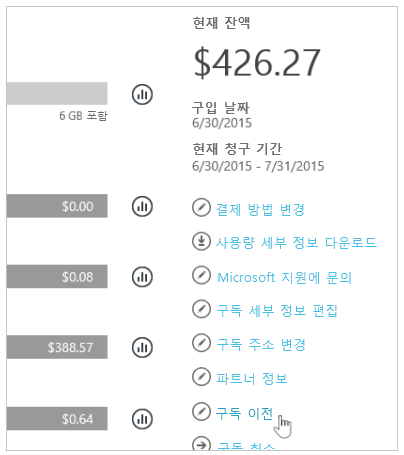 현재 잔액
$426.27
6 GB 포함
구입 날짜
6/30/2015
현재 청구 기간
6/30/2015 - 7/31/2015
$0.00
결제 방법 변경
사용량 세부 정보 다운로드
$0.08
Microsoft 지원에 문의
구독 세부 정보 편집
$388.57
구독 주소 변경
파트너 정보
$0.64
구독 이전
구독 취소